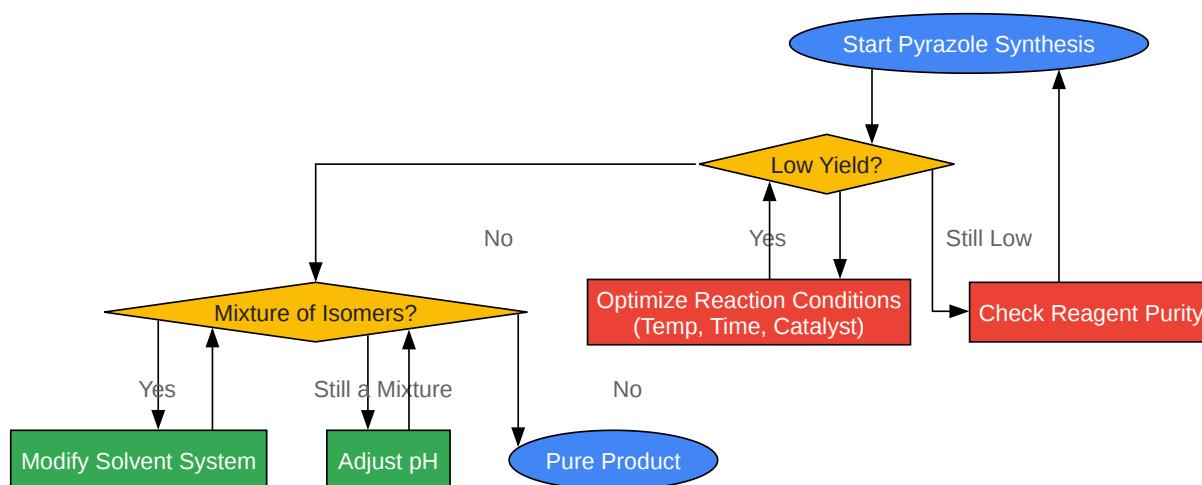 Start Pyrazole Synthesis
Low Yield?
No
Yes
Still Low
Mixture of Isomers?
Optimize Reaction Conditions
(Temp, Time, Catalyst)
Check Reagent Purity
Yes
Still a Mixture
No
Modify Solvent System
Adjust pH
Pure Product